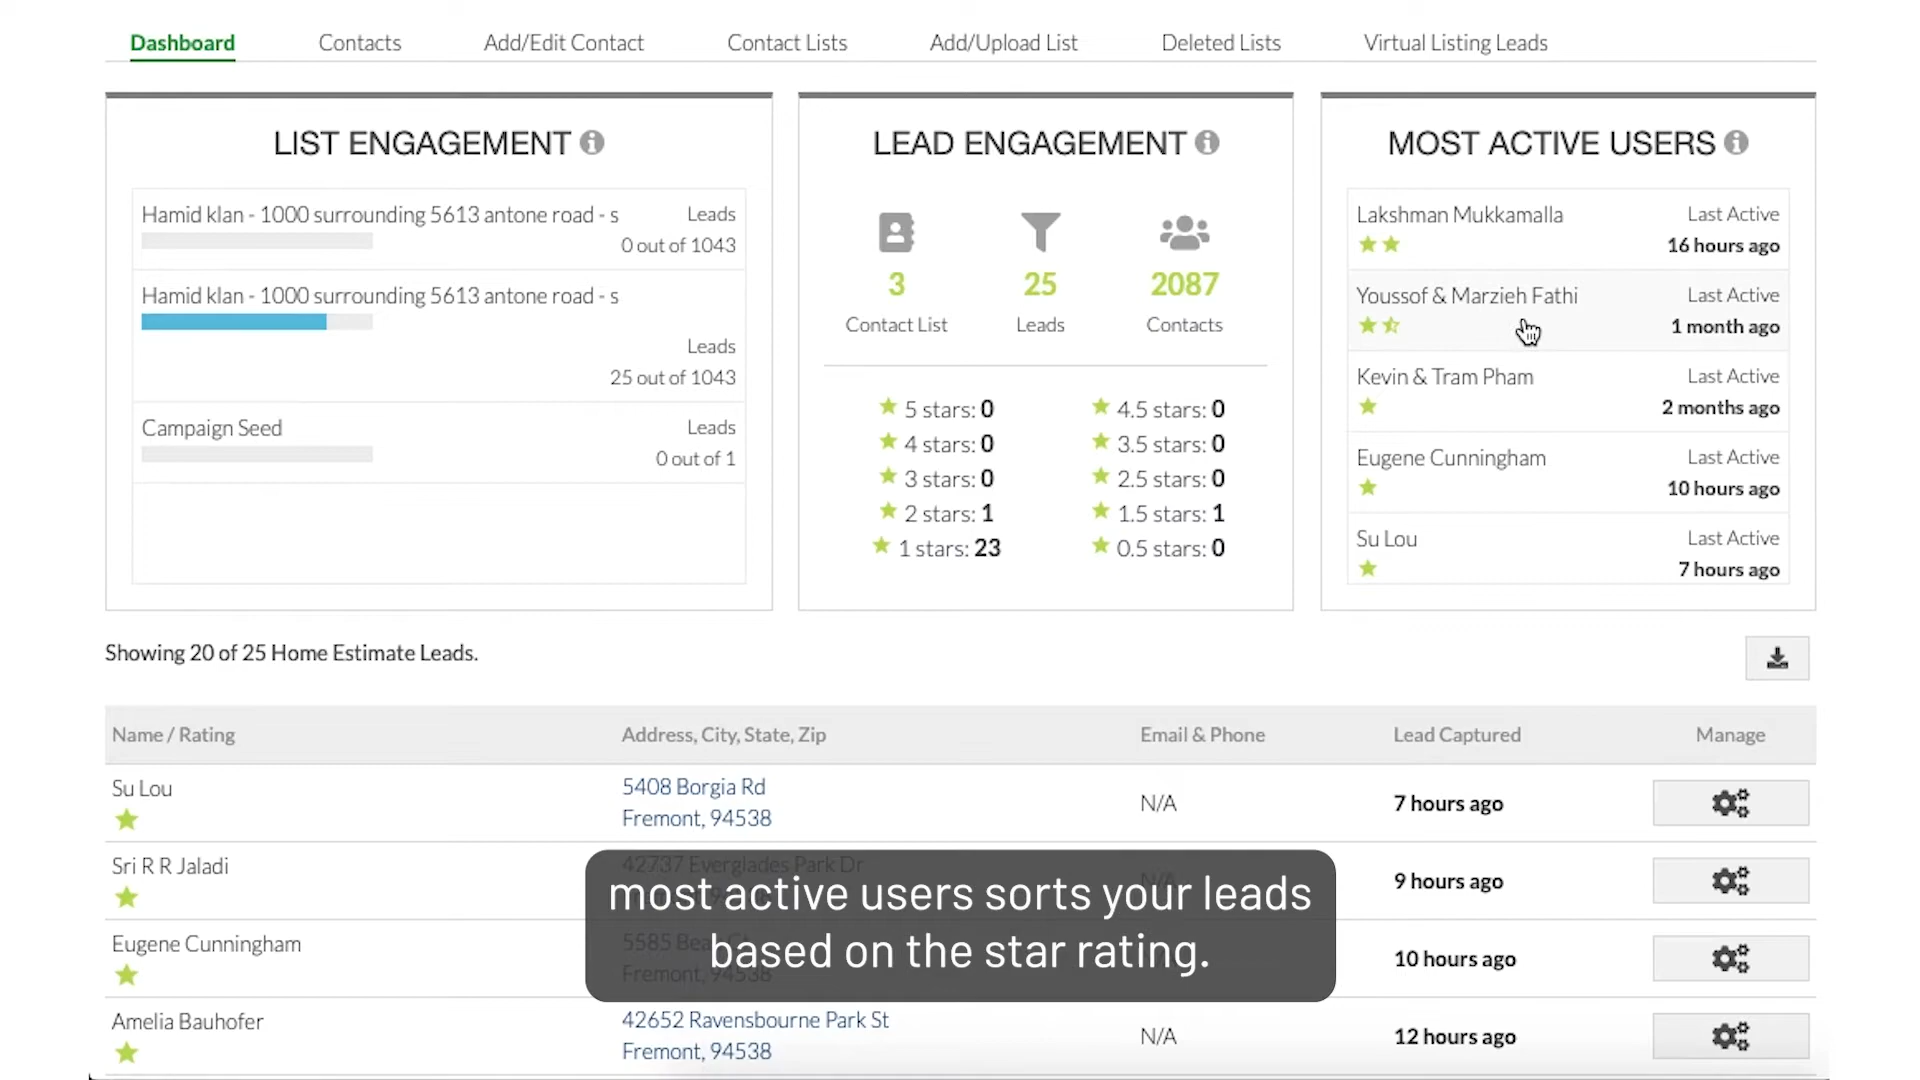 Dashboard Contacts Add/Edit Contact Contact Lists Add/Upload List Deleted Lists Virtual Listing Leads
LIST ENGAGEMENT
Hamid klan - 1000 surrounding 5613 antone road - s Leads
0 out of 1043
Hamid klan - 1000 surrounding 5613 antone road - s
Leads
25 out of 1043
Campaign Seed Leads
0 out of 1
LEAD ENGAGEMENT
3 25 2087
Contact List Leads Contacts
5 stars: 0 4.5 stars: 0
4 stars: 0 3.5 stars: 0
3 stars: 0 2.5 stars: 0
2 stars: 1 1.5 stars: 1
1 stars: 23 0.5 stars: 0
MOST ACTIVE USERS
Lakshman Mukkamalla Last Active
16 hours ago
Youssof & Marzieh Fathi Last Active
1 month ago
Kevin & Tram Pham Last Active
2 months ago
Eugene Cunningham Last Active
10 hours ago
Su Lou Last Active
7 hours ago
Showing 20 of 25 Home Estimate Leads.
Name / Rating Address, City, State, Zip Email & Phone Lead Captured Manage
Su Lou 5408 Borgia Rd
Fremont, 94538 N/A 7 hours ago
Sri R R Jaladi 42737 Everglades Park Dr
9 hours ago
Eugene Cunningham 5585
Fremont, 94538 10 hours ago
Amelia Bauhofer 42652 Ravensbourne Park St
Fremont, 94538 N/A 12 hours ago
most active users sorts your leads
based on the star rating.